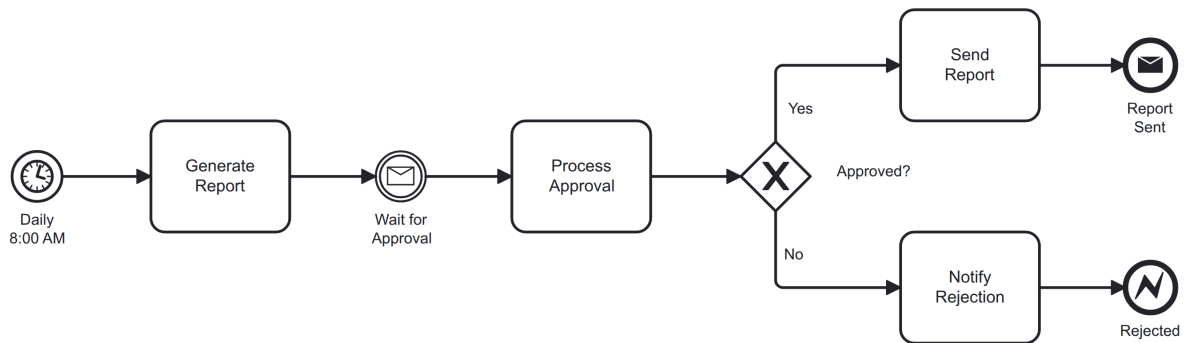 Daily
8:00 AM
Generate
Report
Wait for
Approval
Process
Approval
Approved?
Yes
Send
Report
Report
Sent
No
Notify
Rejection
Rejected